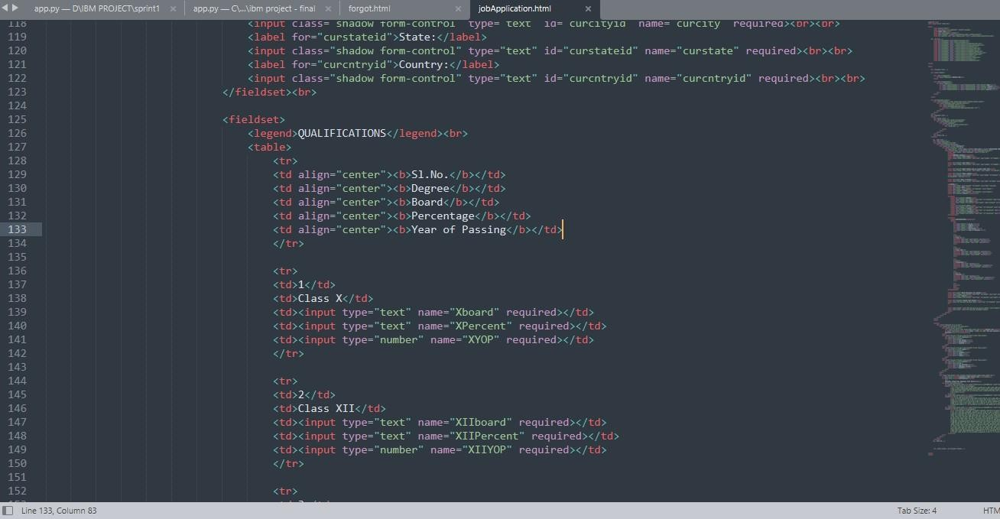 app.py — D\IBM PROJECT\sprint1 × app.py — C\...\ibm project - final × forgot.html × jobApplication.html ×
118 <input class="shadow form-control" type="text" id="curcityid" name="curcity" required><br><br>
119 <label for="curstateid">State:</label>
120 <input class="shadow form-control" type="text" id="curstateid" name="curstate" required><br><br>
121 <label for="curcntryid">Country:</label>
122 <input class="shadow form-control" type="text" id="curcntryid" name="curcntryid" required><br><br>
123 </fieldset><br>
124
125 <fieldset>
126 <legend>QUALIFICATIONS</legend><br>
127 <table>
128 <tr>
129 <td align="center"><b>Sl.No.</b></td>
130 <td align="center"><b>Degree</b></td>
131 <td align="center"><b>Board</b></td>
132 <td align="center"><b>Percentage</b></td>
133 <td align="center"><b>Year of Passing</b></td>
134 </tr>
135
136 <tr>
137 <td>1</td>
138 <td>Class X</td>
139 <td><input type="text" name="Xboard" required></td>
140 <td><input type="text" name="XPercent" required></td>
141 <td><input type="number" name="XYOP" required></td>
142 </tr>
143
144 <tr>
145 <td>2</td>
146 <td>Class XII</td>
147 <td><input type="text" name="XIIboard" required></td>
148 <td><input type="text" name="XIIPercent" required></td>
149 <td><input type="number" name="XIIYOP" required></td>
150 </tr>
151
152 <tr>
Line 133, Column 83 Tab Size: 4 HTM